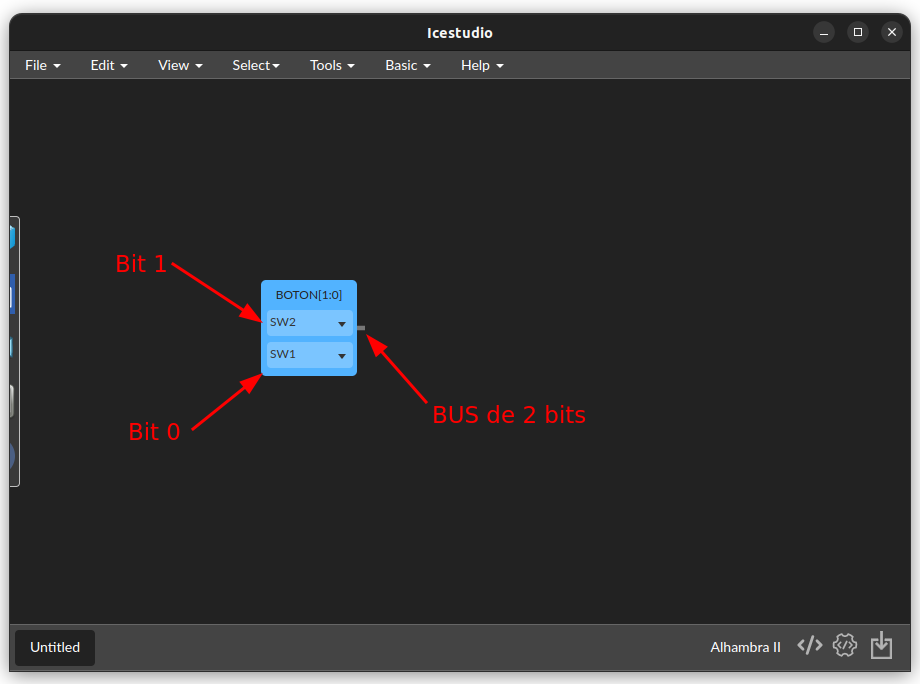 Icestudio
File Edit View Select Tools Basic Help
Bit 1
BOTON[1:0]
SW2
SW1
BUS de 2 bits
Bit 0
Untitled
Alhambra II </>